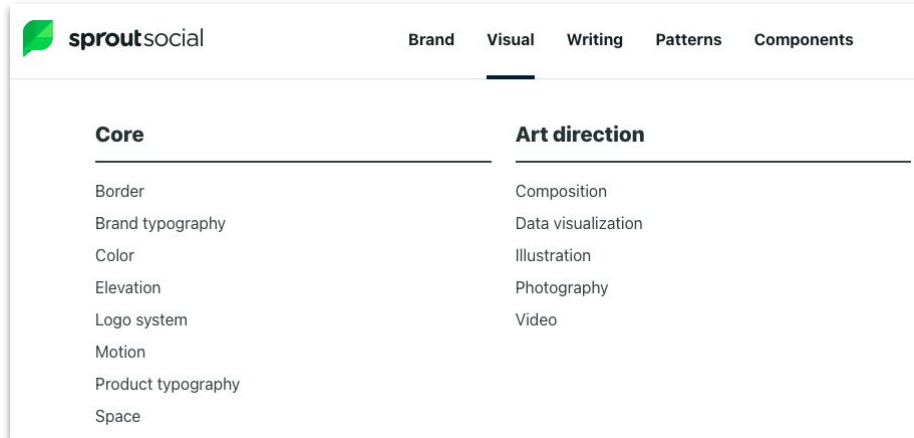 sproutsocial
Brand Visual Writing Patterns Components
Core
Border
Brand typography
Color
Elevation
Logo system
Motion
Product typography
Space
Art direction
Composition
Data visualization
Illustration
Photography
Video